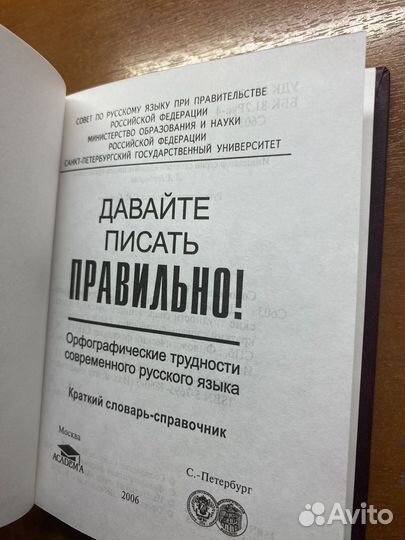 СОВЕТ ПО РУССКОМУ ЯЗЫКУ ПРИ ПРАВИТЕЛЬСТВЕ
РОССИЙСКОЙ ФЕДЕРАЦИИ
МИНИСТЕРСТВО ОБРАЗОВАНИЯ И НАУКИ
РОССИЙСКОЙ ФЕДЕРАЦИИ
САНКТ-ПЕТЕРБУРГСКИЙ ГОСУДАРСТВЕННЫЙ УНИВЕРСИТЕТ
ДАВАЙТЕ
ПИСАТЬ
ПРАВИЛЬНО!
Орфографические трудности
современного русского языка
Краткий словарь-справочник
Москва
ACADEMA
2006
С.-Петербург
Avito